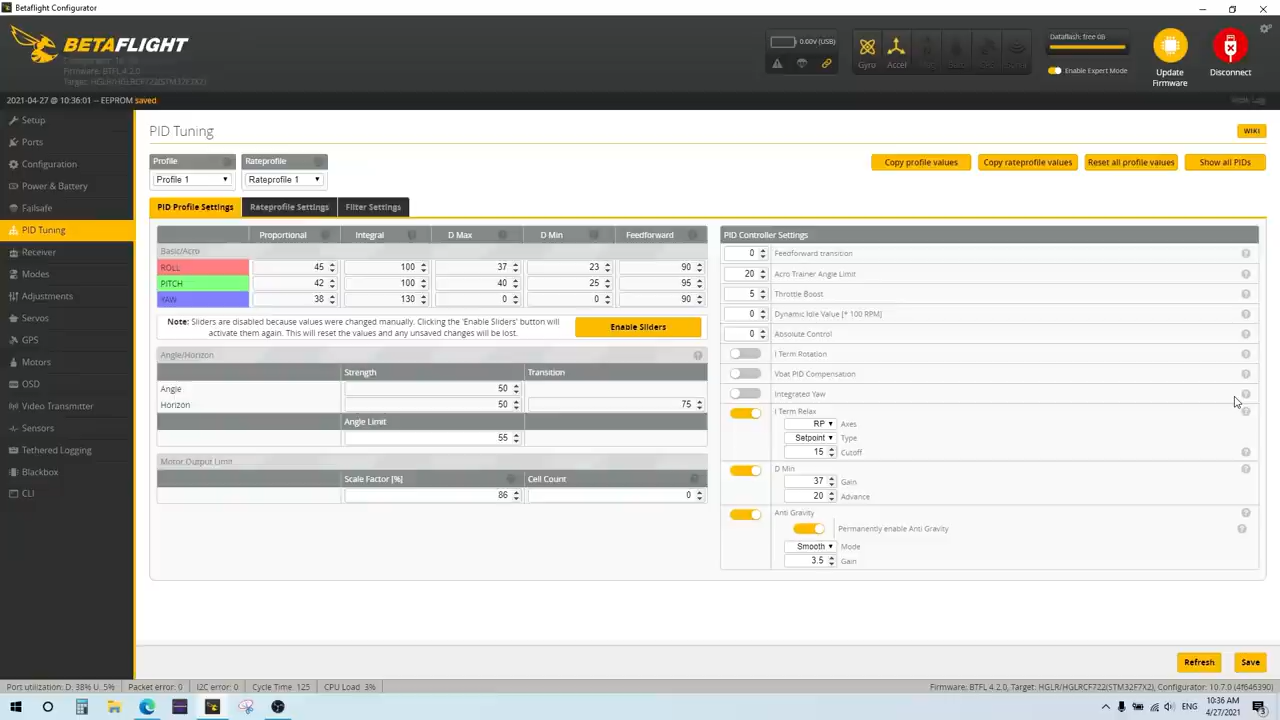 Betaflight Configurator
BETAFLIGHT
Firmware: BTFL 4.2.0
Target: HGLR/HGLRCF722(STM32F7X2)
0.00V (USB)
Gyro
Accel
Dataflash: free 0B
Enable Expert Mode
Update Firmware
Disconnect
2021-04-27 @ 10:36:01 -- EEPROM saved
Setup
Ports
Configuration
Power & Battery
Failsafe
PID Tuning
Receiver
Modes
Adjustments
Servos
GPS
Motors
OSD
Video Transmitter
Sensors
Tethered Logging
Blackbox
CLI
PID Tuning
WIKI
Profile
Rateprofile
Profile 1
Rateprofile 1
Copy profile values
Copy rateprofile values
Reset all profile values
Show all PIDs
PID Profile Settings
Rateprofile Settings
Filter Settings
Proportional Integral D Max D Min Feedforward
Basic/Acro
ROLL 45 100 37 23 90
PITCH 42 100 40 25 95
YAW 38 130 0 0 90
Note: Sliders are disabled because values were changed manually. Clicking the 'Enable Sliders' button will
activate them again. This will reset the values and any unsaved changes will be lost.
Enable Sliders
Angle/Horizon
Strength Transition
Angle 50
Horizon 50 75
Angle Limit
55
Motor Output Limit
Scale Factor [%] Cell Count
86 0
PID Controller Settings
0 Feedforward transition
20 Acro Trainer Angle Limit
5 Throttle Boost
0 Dynamic Idle Value [* 100 RPM]
0 Absolute Control
I Term Rotation
Vbat PID Compensation
Integrated Yaw
I Term Relax
RP Axes
Setpoint Type
15 Cutoff
D Min
37 Gain
20 Advance
Anti Gravity
Permanently enable Anti Gravity
Smooth Mode
3.5 Gain
Refresh
Save
Port utilization: D: 38% U: 5%
Packet error: 0
I2C error: 0
Cycle Time: 125
CPU Load: 3%
Firmware: BTFL 4.2.0, Target: HGLR/HGLRCF722(STM32F7X2), Configurator: 10.7.0 (4f646390)
ENG
10:36 AM
4/27/2021
3